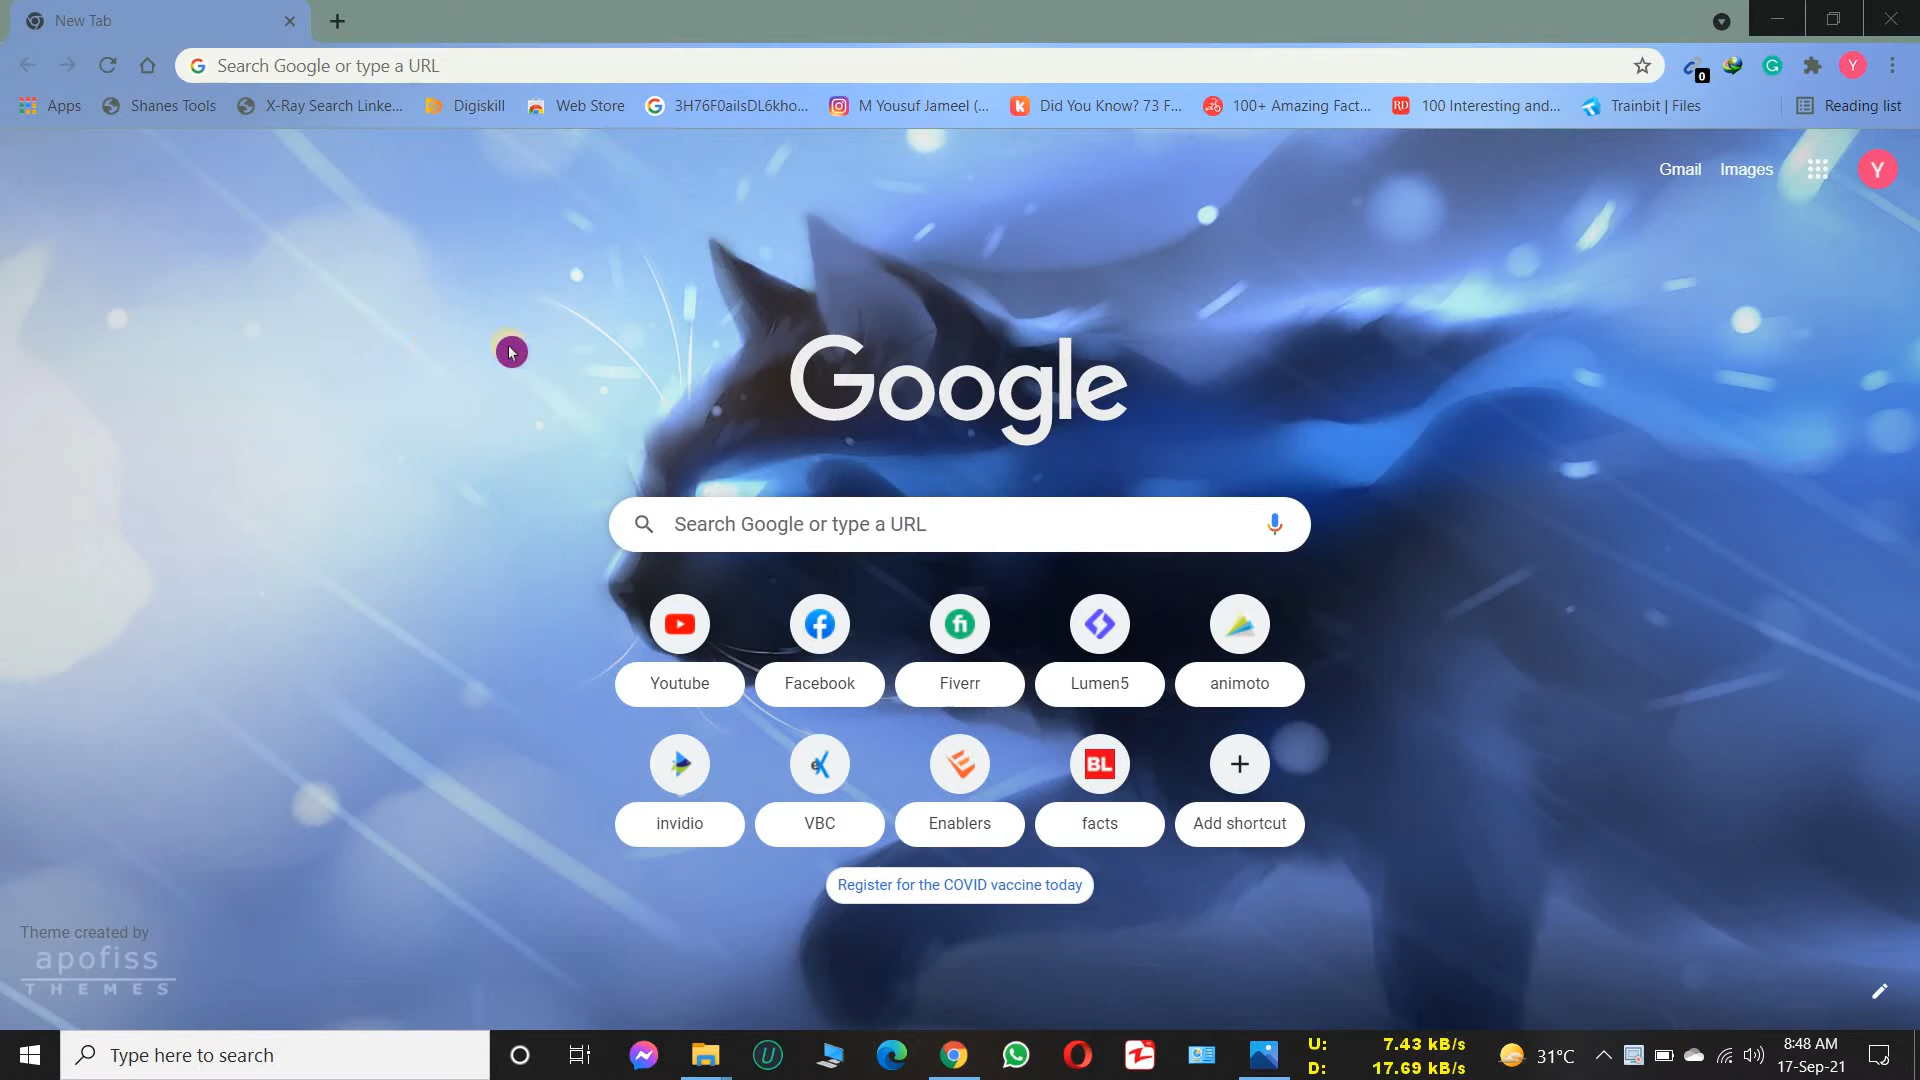 New Tab
Search Google or type a URL
0
Y
Apps
Shanes Tools
X-Ray Search Linke...
Digiskill
Web Store
3H76F0ailsDL6kho...
M Yousuf Jameel (...
Did You Know? 73 F...
100+ Amazing Fact...
RD
100 Interesting and...
Trainbit | Files
Reading list
Gmail
Images
Y
Google
Search Google or type a URL
Youtube
Facebook
Fiverr
Lumen5
animoto
BL
invidio
VBC
Enablers
facts
Add shortcut
Register for the COVID vaccine today
Theme created by
apofiss
THEMES
Type here to search
U: 7.43 kB/s
D: 17.69 kB/s
31°C
8:48 AM
17-Sep-21